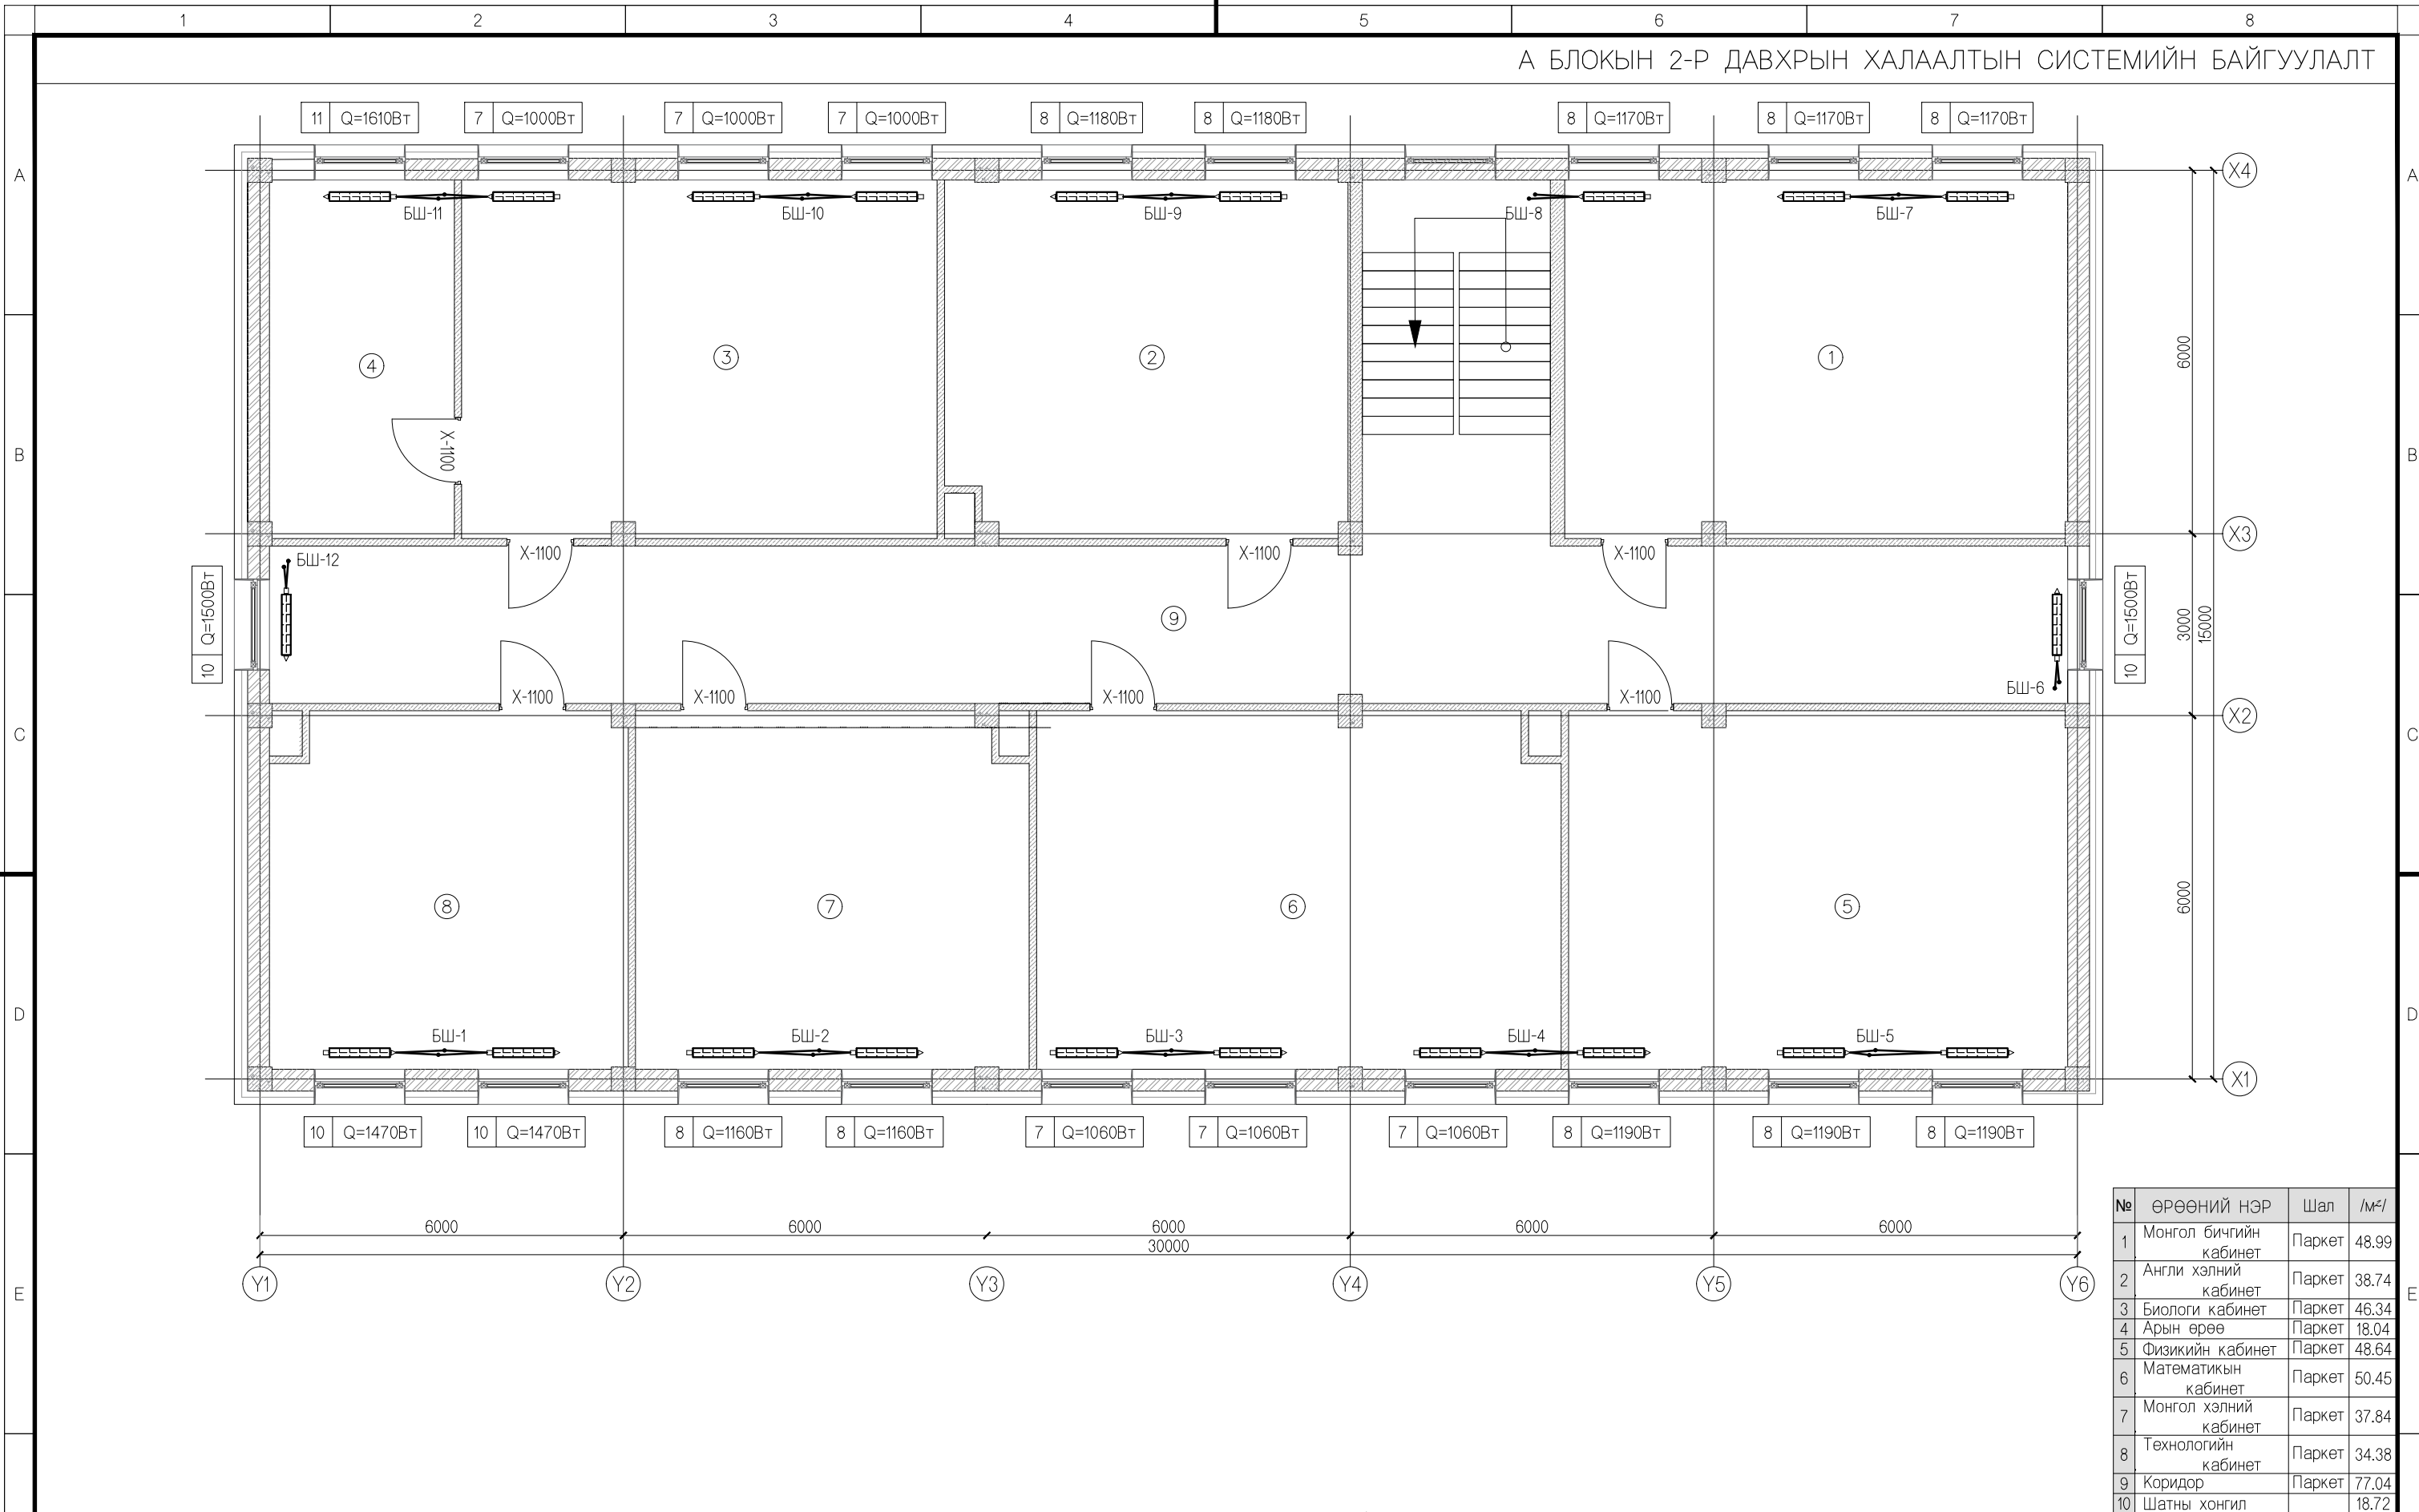 1 2 3 4 5 6 7 8
А БЛОКЫН 2-Р ДАВХРЫН ХАЛААЛТЫН СИСТЕМИЙН БАЙГУУЛАЛТ
11 Q=1610Вт 7 Q=1000Вт 7 Q=1000Вт 7 Q=1000Вт 8 Q=1180Вт 8 Q=1180Вт 8 Q=1170Вт 8 Q=1170Вт 8 Q=1170Вт
A A
X4
БШ-11 БШ-10 БШ-9 БШ-8 БШ-7
4 3 2 1
6000
X-1100
B B
X3
БШ-12 X-1100 X-1100 X-1100
10 Q=1500Вт
9
10 Q=1500Вт
3000
15000
БШ-6
X-1100 X-1100 X-1100 X-1100
X2
C C
8 7 6 5
6000
D D
БШ-1 БШ-2 БШ-3 БШ-4 БШ-5
X1
10 Q=1470Вт 10 Q=1470Вт 8 Q=1160Вт 8 Q=1160Вт 7 Q=1060Вт 7 Q=1060Вт 7 Q=1060Вт 8 Q=1190Вт 8 Q=1190Вт 8 Q=1190Вт
6000 6000 6000 6000 6000
30000
Y1 Y2 Y3 Y4 Y5 Y6
E E
№ ӨРӨӨНИЙ НЭР Шал /м²/
1 Монгол бичгийн
кабинет Паркет 48.99
2 Англи хэлний
кабинет Паркет 38.74
3 Биологи кабинет Паркет 46.34
4 Арын өрөө Паркет 18.04
5 Физикийн кабинет Паркет 48.64
6 Математикын
кабинет Паркет 50.45
7 Монгол хэлний
кабинет Паркет 37.84
8 Технологийн
кабинет Паркет 34.38
9 Коридор Паркет 77.04
10 Шатны хонгил 18.72